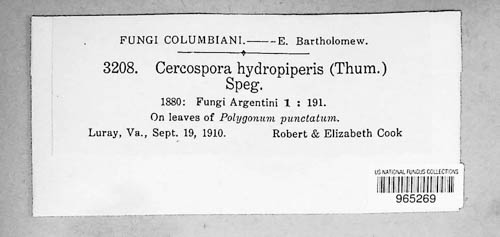 FUNGI COLUMBIANI.——E. Bartholomew.
3208. Cercospora hydropiperis (Thum.)
Speg.
1880: Fungi Argentini 1 : 191.
On leaves of Polygonum punctatum.
Luray, Va., Sept. 19, 1910. Robert & Elizabeth Cook
US NATIONAL FUNGUS COLLECTIONS
965269